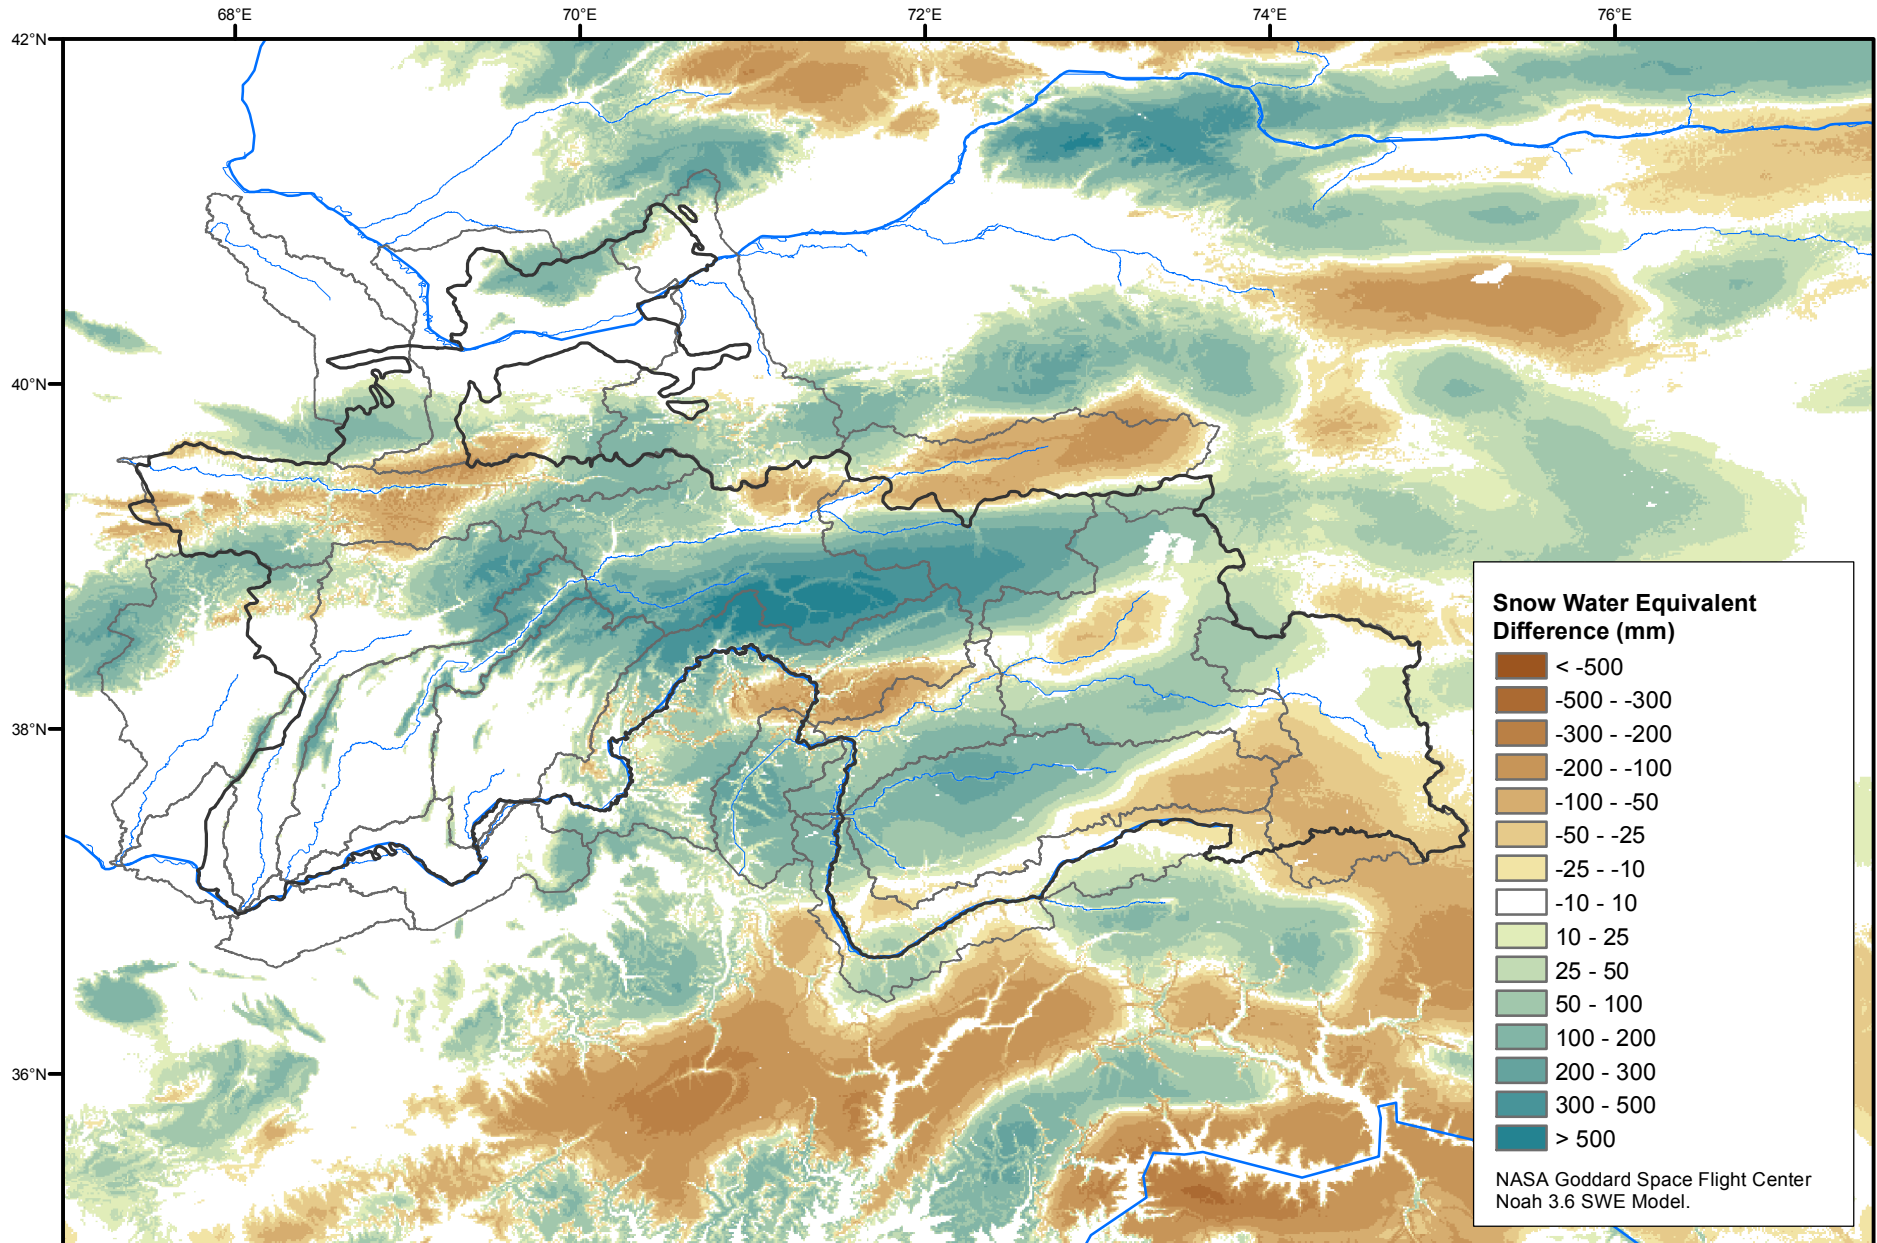 68°E 70°E 72°E 74°E 76°E
42°N
40°N
38°N
36°N
Snow Water Equivalent
Difference (mm)
< -500
-500 - -300
-300 - -200
-200 - -100
-100 - -50
-50 - -25
-25 - -10
-10 - 10
10 - 25
25 - 50
50 - 100
100 - 200
200 - 300
300 - 500
> 500
NASA Goddard Space Flight Center
Noah 3.6 SWE Model.